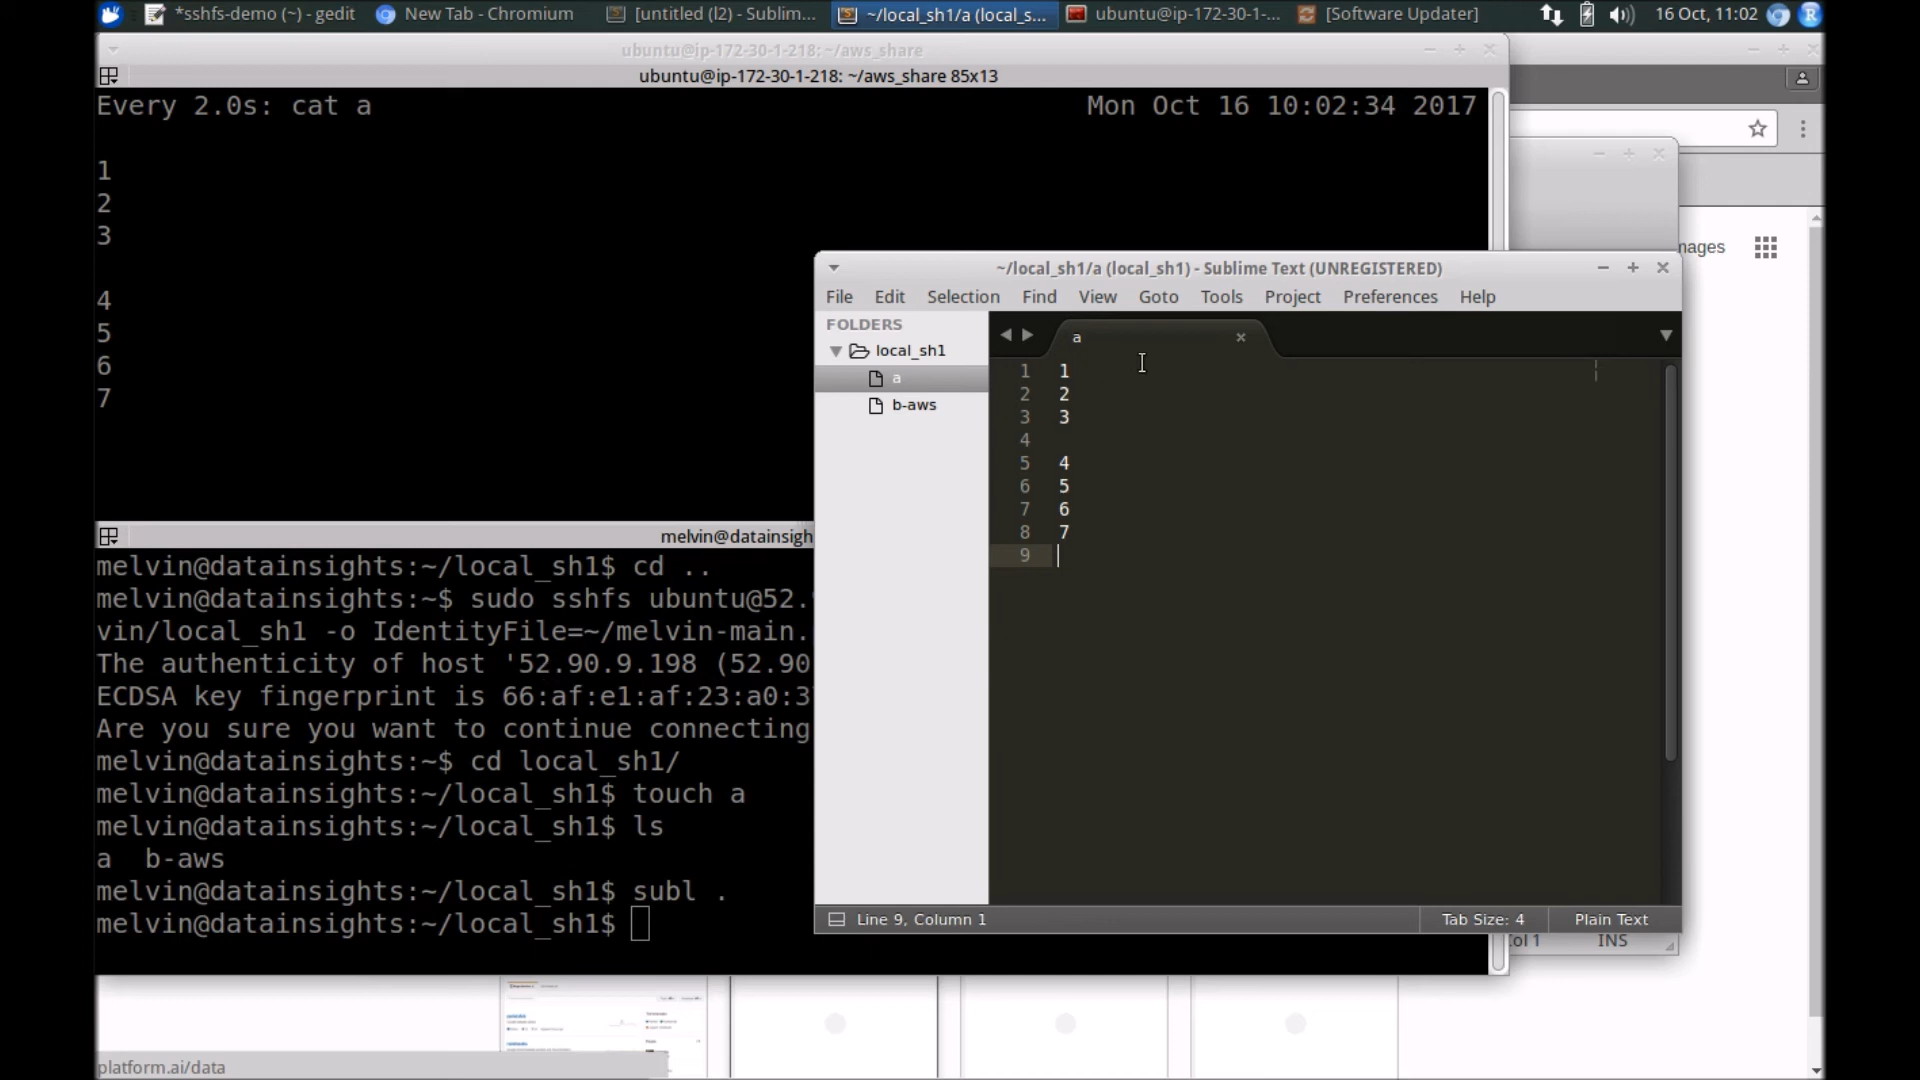 *sshfs-demo (~) - gedit
New Tab - Chromium
[untitled (l2) - Sublim...
~/local_sh1/a (local_s...
ubuntu@ip-172-30-1-...
[Software Updater]
16 Oct, 11:02
ubuntu@ip-172-30-1-218: ~/aws_share
ubuntu@ip-172-30-1-218: ~/aws_share 85x13
Every 2.0s: cat a
Mon Oct 16 10:02:34 2017
1
2
3
4
5
6
7
mages
~/local_sh1/a (local_sh1) - Sublime Text (UNREGISTERED)
File Edit Selection Find View Goto Tools Project Preferences Help
FOLDERS
local_sh1
a
b-aws
a
1 1
2 2
3 3
4
5 4
6 5
7 6
8 7
9
Line 9, Column 1
Tab Size: 4
Plain Text
Col 1
INS
melvin@datainsigh
melvin@datainsights:~/local_sh1$ cd ..
melvin@datainsights:~$ sudo sshfs ubuntu@52.
vin/local_sh1 -o IdentityFile=~/melvin-main.
The authenticity of host '52.90.9.198 (52.90
ECDSA key fingerprint is 66:af:e1:af:23:a0:3
Are you sure you want to continue connecting
melvin@datainsights:~$ cd local_sh1/
melvin@datainsights:~/local_sh1$ touch a
melvin@datainsights:~/local_sh1$ ls
a b-aws
melvin@datainsights:~/local_sh1$ subl .
melvin@datainsights:~/local_sh1$
platform.ai/data